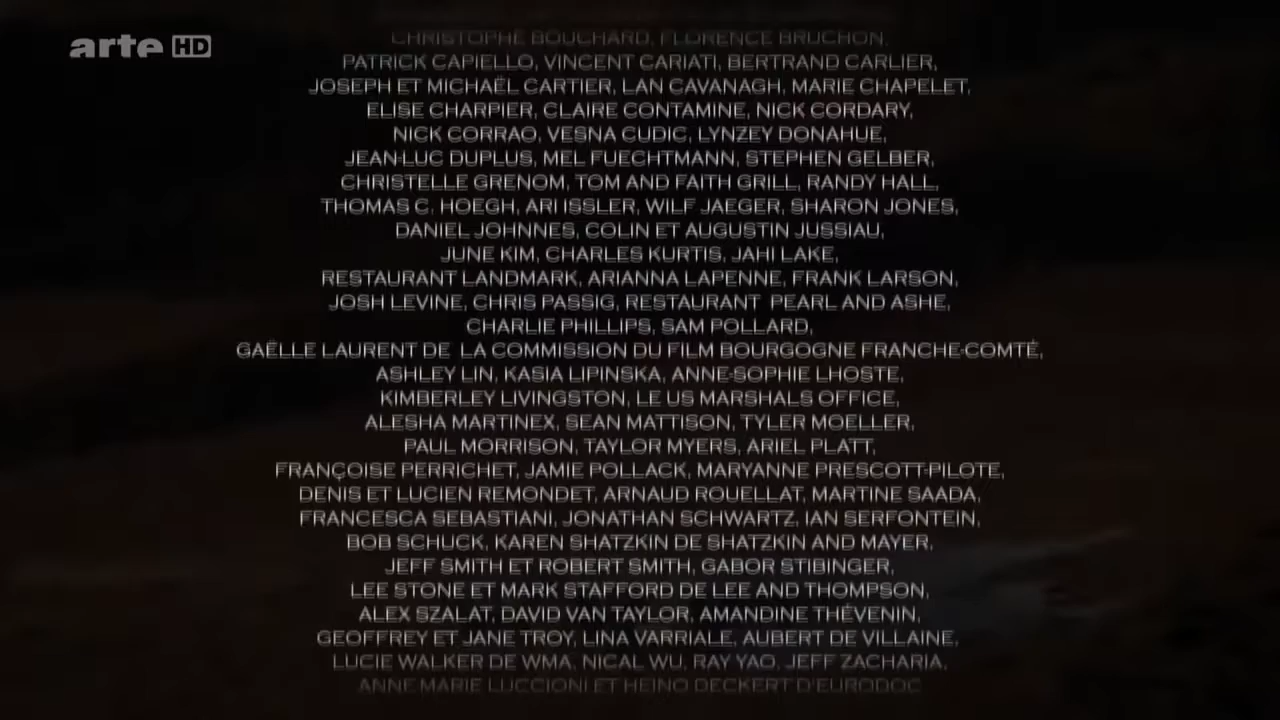 arte HD
CHRISTOPHE BOUCHARD, FLORENCE BRUCHON,
PATRICK CAPIELLO, VINCENT CARIATI, BERTRAND CARLIER,
JOSEPH ET MICHAËL CARTIER, LAN CAVANAGH, MARIE CHAPELET,
ELISE CHARPIER, CLAIRE CONTAMINE, NICK CORDARY,
NICK CORRAO, VESNA CUDIC, LYNZEY DONAHUE,
JEAN-LUC DUPLUS, MEL FUECHTMANN, STEPHEN GELBER,
CHRISTELLE GRENOM, TOM AND FAITH GRILL, RANDY HALL,
THOMAS C. HOEGH, ARI ISSLER, WILF JAEGER, SHARON JONES,
DANIEL JOHNNES, COLIN ET AUGUSTIN JUSSIAU,
JUNE KIM, CHARLES KURTIS, JAHI LAKE,
RESTAURANT LANDMARK, ARIANNA LAPENNE, FRANK LARSON,
JOSH LEVINE, CHRIS PASSIG, RESTAURANT PEARL AND ASHE,
CHARLIE PHILLIPS, SAM POLLARD,
GAËLLE LAURENT DE LA COMMISSION DU FILM BOURGOGNE FRANCHE-COMTÉ,
ASHLEY LIN, KASIA LIPINSKA, ANNE-SOPHIE LHOSTE,
KIMBERLEY LIVINGSTON, LE US MARSHALS OFFICE,
ALESHA MARTINEX, SEAN MATTISON, TYLER MOELLER,
PAUL MORRISON, TAYLOR MYERS, ARIEL PLATT,
FRANÇOISE PERRICHET, JAMIE POLLACK, MARYANNE PRESCOTT-PILOTE,
DENIS ET LUCIEN REMONDET, ARNAUD ROUELLAT, MARTINE SAADA,
FRANCESCA SEBASTIANI, JONATHAN SCHWARTZ, IAN SERFONTEIN,
BOB SCHUCK, KAREN SHATZKIN DE SHATZKIN AND MAYER,
JEFF SMITH ET ROBERT SMITH, GABOR STIBINGER,
LEE STONE ET MARK STAFFORD DE LEE AND THOMPSON,
ALEX SZALAT, DAVID VAN TAYLOR, AMANDINE THÉVENIN,
GEOFFREY ET JANE TROY, LINA VARRIALE, AUBERT DE VILLAINE,
LUCIE WALKER DE WMA, NICAL WU, RAY YAO, JEFF ZACHARIA,
ANNE MARIE LUCCIONI ET HEINO DECKERT D'EURODOC